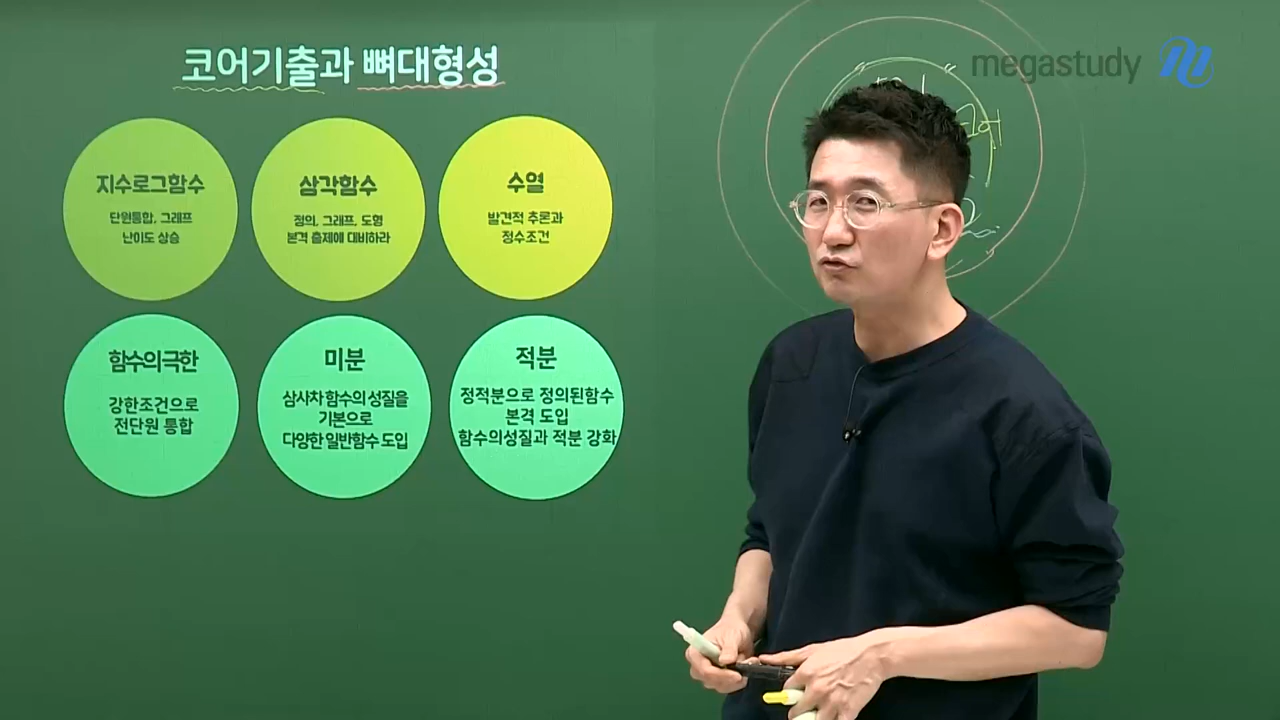 코어기출과 뼈대형성
megastudy
지수로그함수
단원통합, 그래프
난이도 상승
삼각함수
정의, 그래프, 도형
본격 출제에 대비하라
수열
발견적 추론과
정수조건
함수의극한
강한조건으로
전단원 통합
미분
삼사차 함수의 성질을
기본으로
다양한 일반함수 도입
적분
정적분으로 정의된함수
본격 도입
함수의성질과 적분 강화